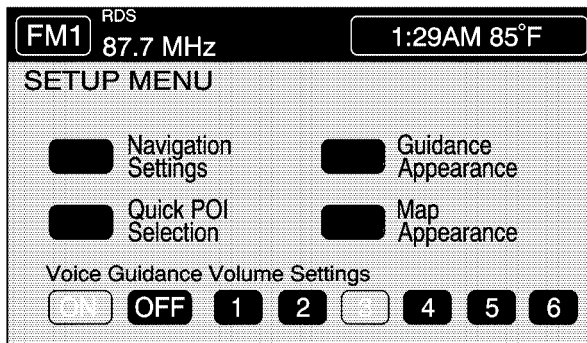 RDS
FM1 87.7 MHz 1:29AM 85°F
SETUP MENU
Navigation Settings
Guidance Appearance
Quick POI Selection
Map Appearance
Voice Guidance Volume Settings
ON OFF 1 2 3 4 5 6